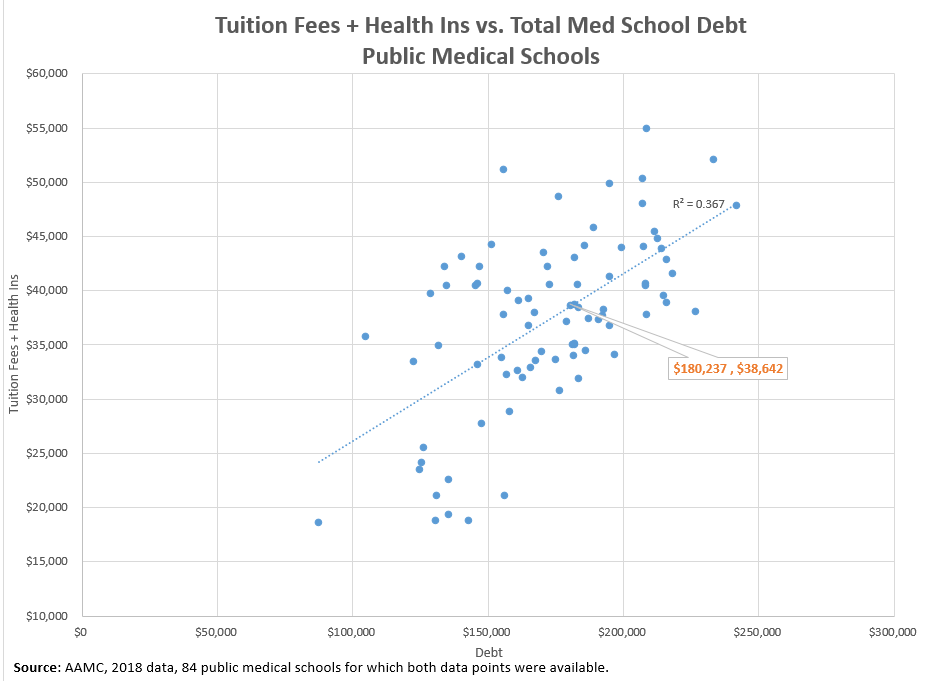 Tuition Fees + Health Ins vs. Total Med School Debt
Public Medical Schools
$60,000
$55,000
$50,000
$45,000
$40,000
$35,000
$30,000
$25,000
$20,000
$15,000
$10,000
Tuition Fees + Health Ins
R² = 0.367
$180,237 , $38,642
$0
$50,000
$100,000
$150,000
$200,000
$250,000
$300,000
Debt
Source: AAMC, 2018 data, 84 public medical schools for which both data points were available.